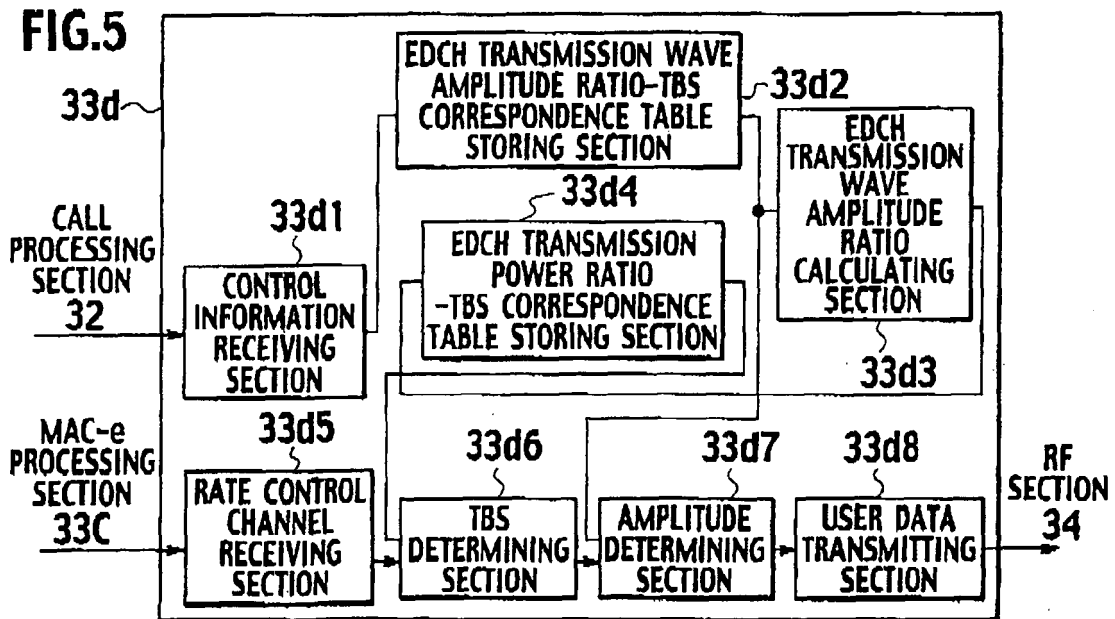 FIG.5
33d
EDCH TRANSMISSION WAVE
AMPLITUDE RATIO-TBS
CORRESPONDENCE TABLE
STORING SECTION
33d2
EDCH
TRANSMISSION
WAVE
AMPLITUDE
RATIO
CALCULATING
SECTION
33d3
33d4
EDCH TRANSMISSION
POWER RATIO
-TBS CORRESPONDENCE
TABLE STORING SECTION
CALL
PROCESSING
SECTION
32
33d1
CONTROL
INFORMATION
RECEIVING
SECTION
MAC-e
PROCESSING
SECTION
33C
33d5
RATE CONTROL
CHANNEL
RECEIVING
SECTION
33d6
TBS
DETERMINING
SECTION
33d7
AMPLITUDE
DETERMINING
SECTION
33d8
USER DATA
TRANSMITTING
SECTION
RF
SECTION
34